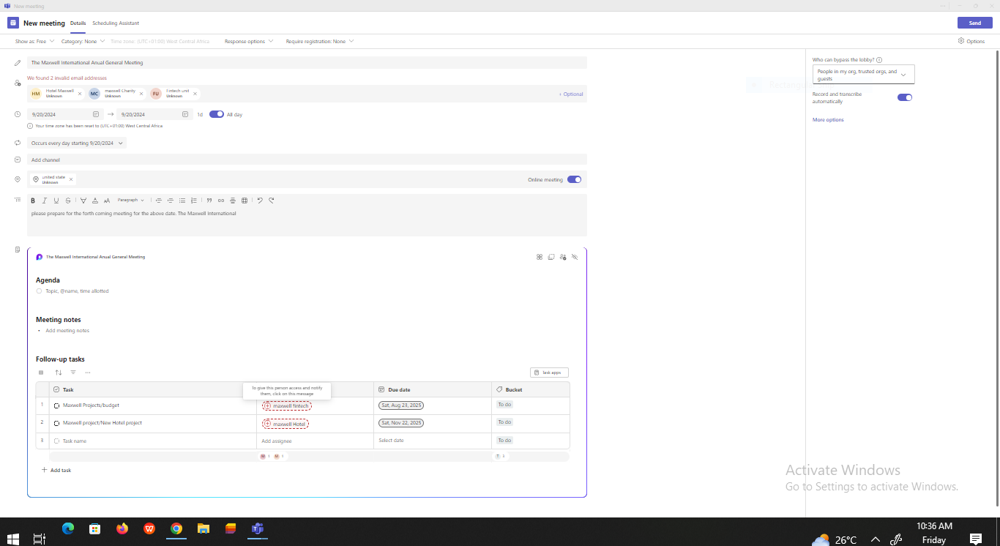 New meeting
New meeting Details Scheduling Assistant Send
Show as: Free Category: None Time zone: (UTC+01:00) West Central Africa Response options Require registration: None Options
The Maxwell International Anual General Meeting
We found 2 invalid email addresses
HM Hotel Maxwell Unknown MC maxwell Charity Unknown FU Fintech unit Unknown + Optional
9/20/2024 → 9/20/2024 1d All day
Your time zone has been reset to (UTC+01:00) West Central Africa
Occurs every day starting 9/20/2024
Add channel
united state Unknown Online meeting
B I U S Paragraph
please prepare for the forth coming meeting for the above date. The Maxwell International
The Maxwell International Anual General Meeting
Agenda
Topic, @name, time allotted
Meeting notes
Add meeting notes
Follow-up tasks
Task apps
Task Due date Bucket
To give this person access and notify
them, click on this message
1 Maxwell Projects/budget maxwell fintech Sat, Aug 23, 2025 To do
2 Maxwell project/New Hotel project maxwell Hotel Sat, Nov 22, 2025 To do
3 Task name Add assignee Select date To do
M 1 M 1 T 3
Add task
Who can bypass the lobby?
People in my org, trusted orgs, and
guests
Record and transcribe
automatically
More options
Activate Windows
Go to Settings to activate Windows.
26°C
10:36 AM
Friday